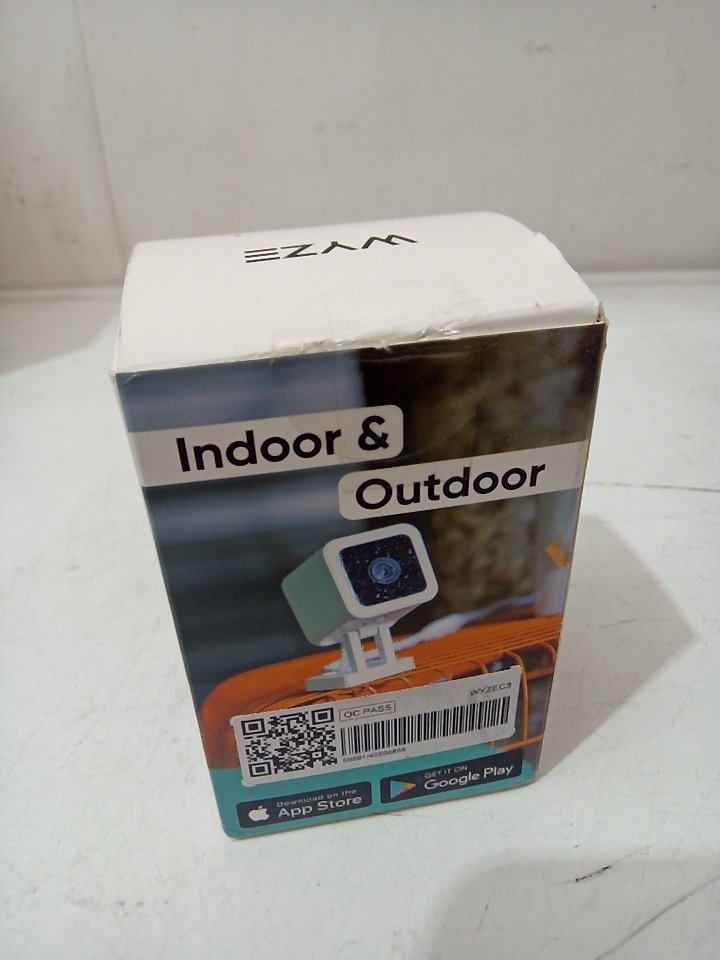 WYZE
Indoor &
Outdoor
QC PASS
WYZEC3
Download on the
App Store
GET IT ON
Google Play